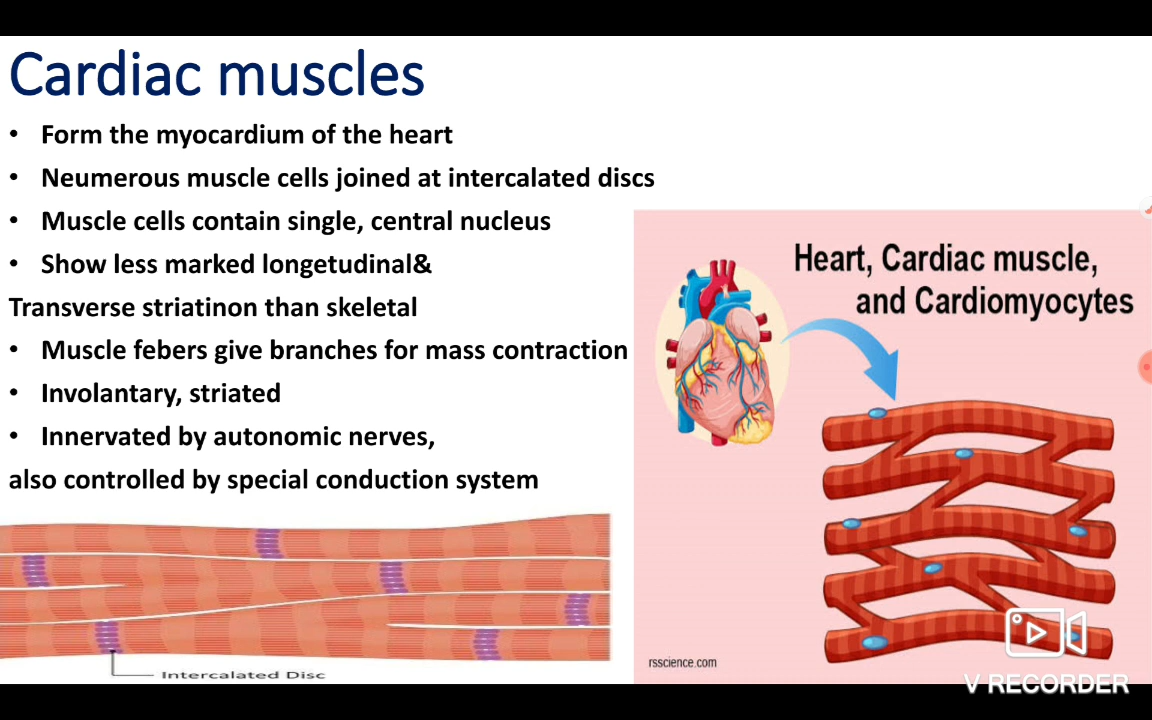 Cardiac muscles
• Form the myocardium of the heart
• Neumerous muscle cells joined at intercalated discs
• Muscle cells contain single, central nucleus
• Show less marked longetudinal&
Transverse striatinon than skeletal
• Muscle febers give branches for mass contraction
• Involantary, striated
• Innervated by autonomic nerves,
also controlled by special conduction system
Heart, Cardiac muscle,
and Cardiomyocytes
rsscience.com
Intercalated Disc
V RECORDER